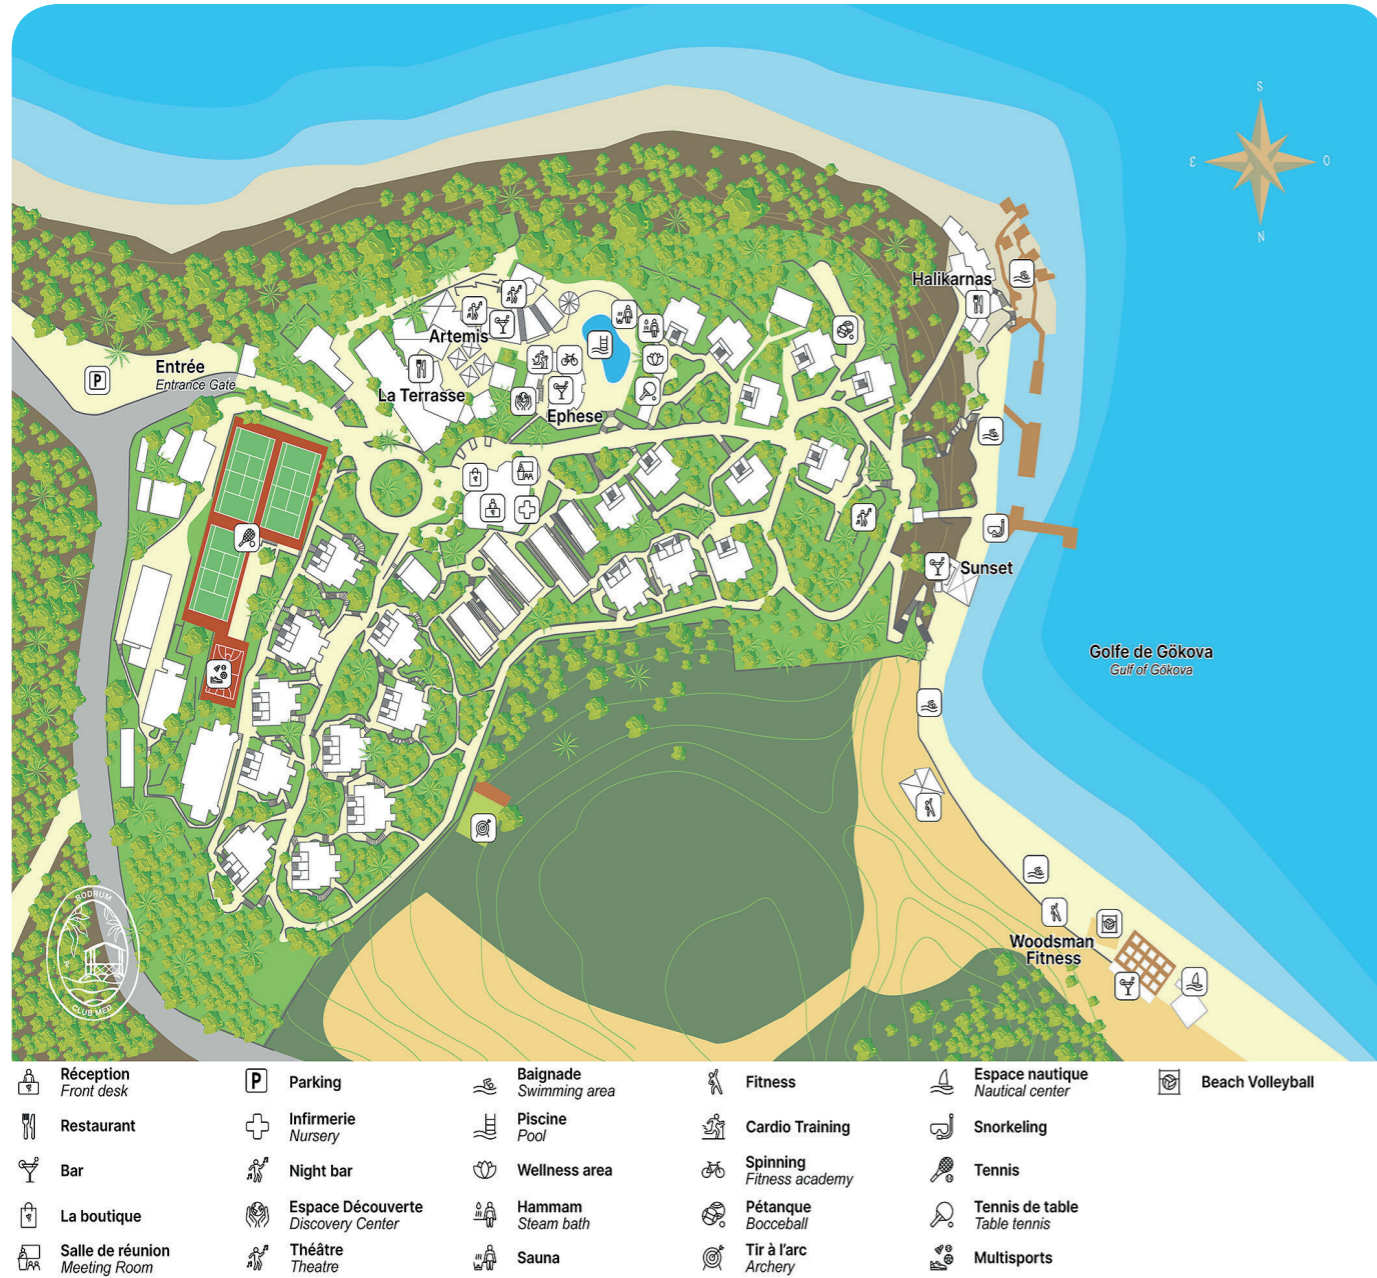 S
E
O
N
Halikarnas
Artemis
Entrée
Entrance Gate
P
La Terrasse
Ephese
Sunset
Golfe de Gökova
Gulf of Gökova
Woodsman
Fitness
BODRUM
CLUB MED
Réception
Front desk
Restaurant
Bar
La boutique
Salle de réunion
Meeting Room
P
Parking
Infirmerie
Nursery
Night bar
Espace Découverte
Discovery Center
Théâtre
Theatre
Baignade
Swimming area
Piscine
Pool
Wellness area
Hammam
Steam bath
Sauna
Fitness
Cardio Training
Spinning
Fitness academy
Pétanque
Bocceball
Tir à l'arc
Archery
Espace nautique
Nautical center
Snorkeling
Tennis
Tennis de table
Table tennis
Multisports
Beach Volleyball